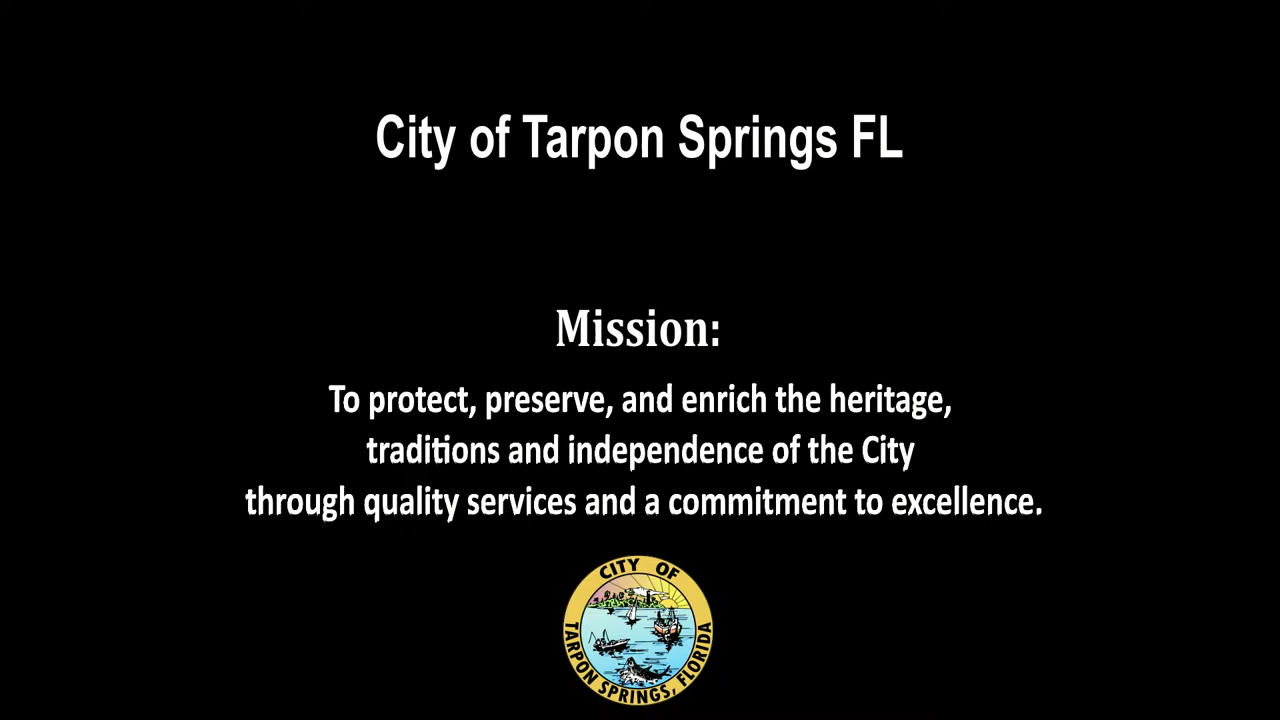 City of Tarpon Springs FL
Mission:
To protect, preserve, and enrich the heritage,
traditions and independence of the City
through quality services and a commitment to excellence.
CITY OF
TARPON SPRINGS, FLORIDA